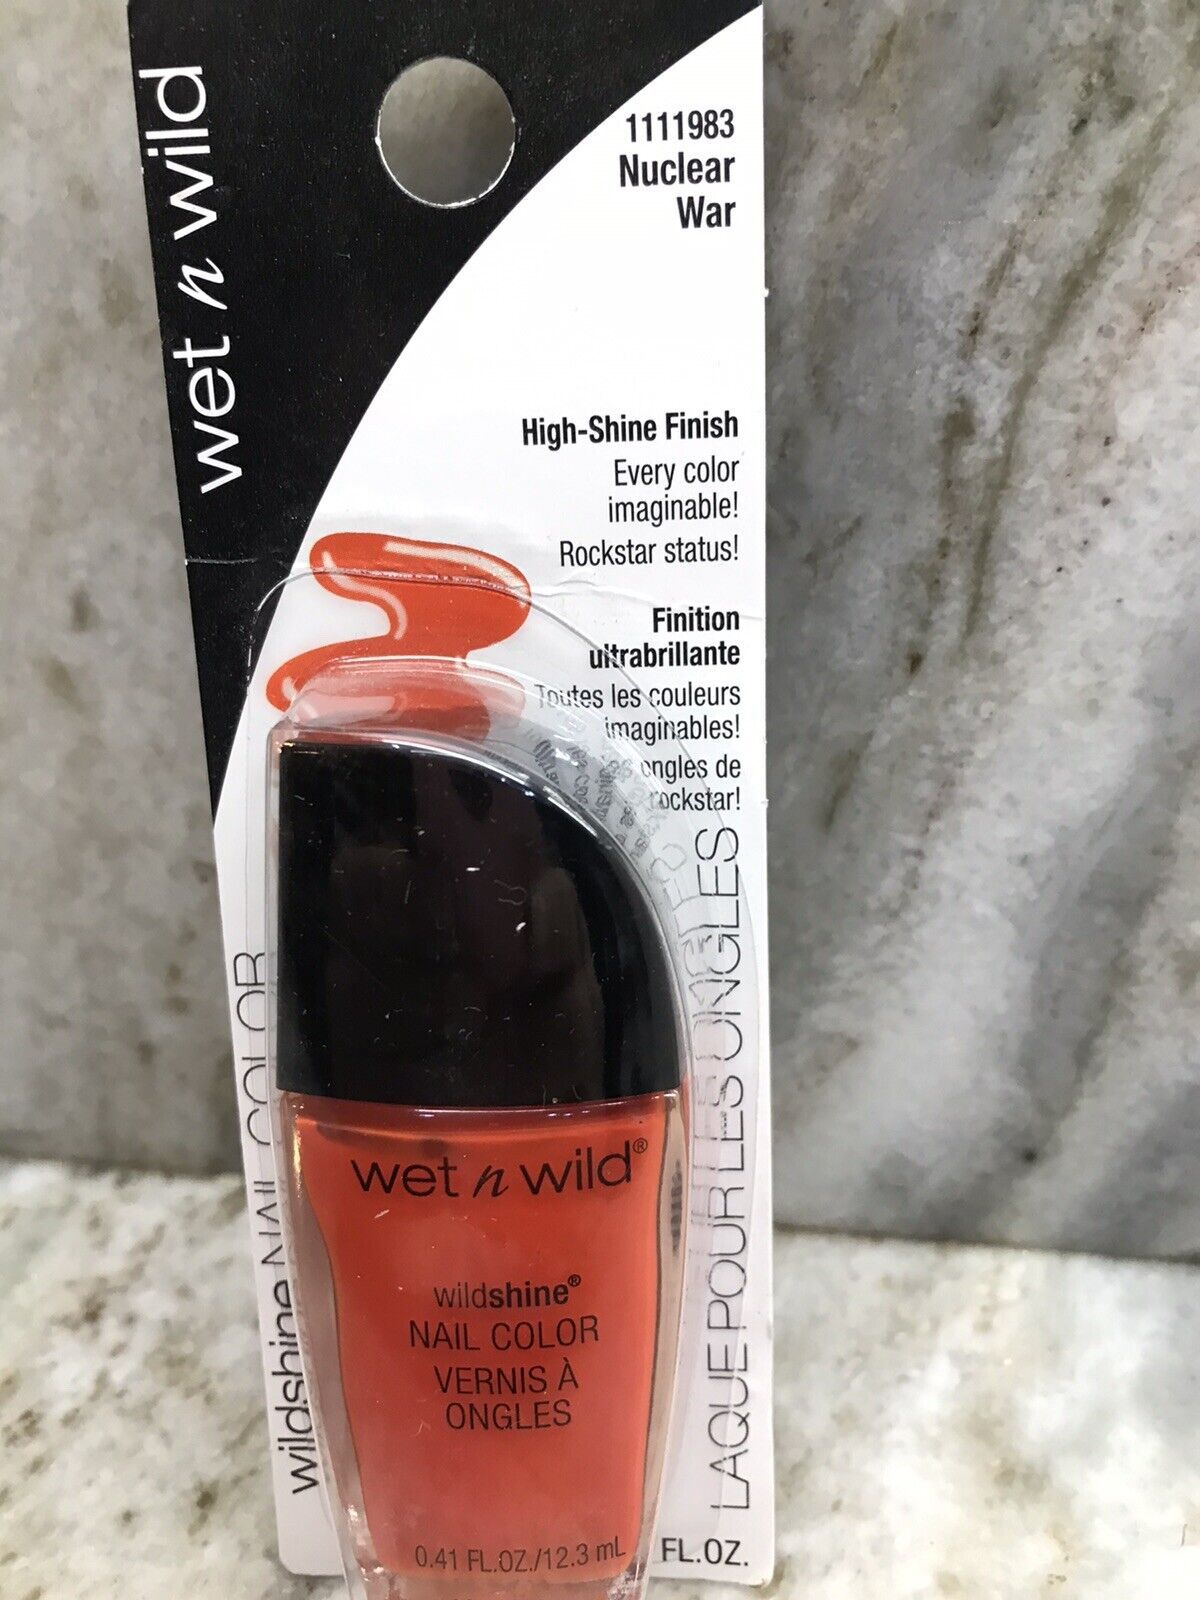 wet n wild
1111983
Nuclear
War
High-Shine Finish
Every color
imaginable!
Rockstar status!
Finition
ultrabrillante
Toutes les couleurs
imaginables!
ongles de
rockstar!
wildshine NAIL COLOR
LAQUE POUR LES ONGLES
wet n wild®
wildshine®
NAIL COLOR
VERNIS À
ONGLES
0.41 FL.OZ./12.3 mL
FL.OZ.